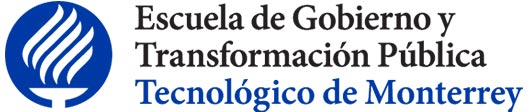 Escuela de Gobierno y
Transformación Pública
Tecnológico de Monterrey